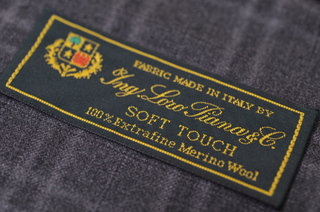 FABRIC MADE IN ITALY BY
Ing. Loro Piana & C.
SOFT TOUCH
100% Extrafine Merino Wool